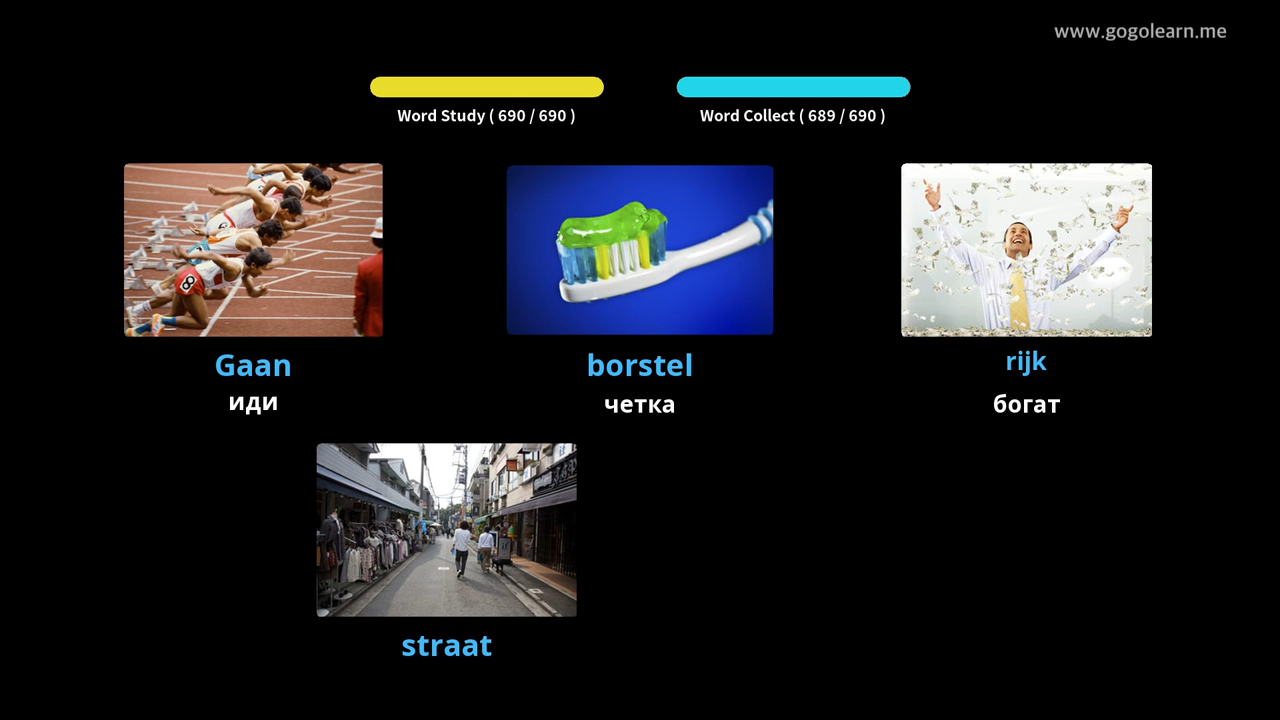 www.gogolearn.me
Word Study ( 690 / 690 )
Word Collect ( 689 / 690 )
Gaan
иди
borstel
четка
rijk
богат
straat